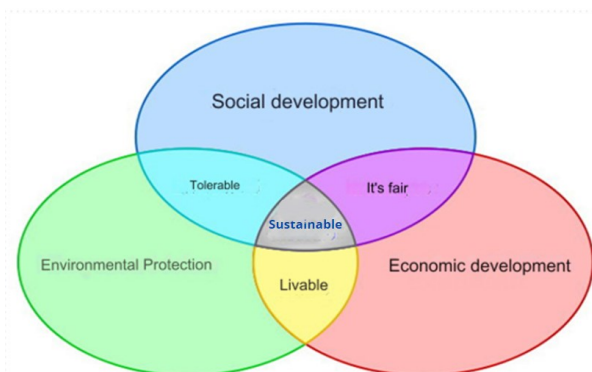 Social development
Tolerable
It's fair
Sustainable
Environmental Protection
Economic development
Livable